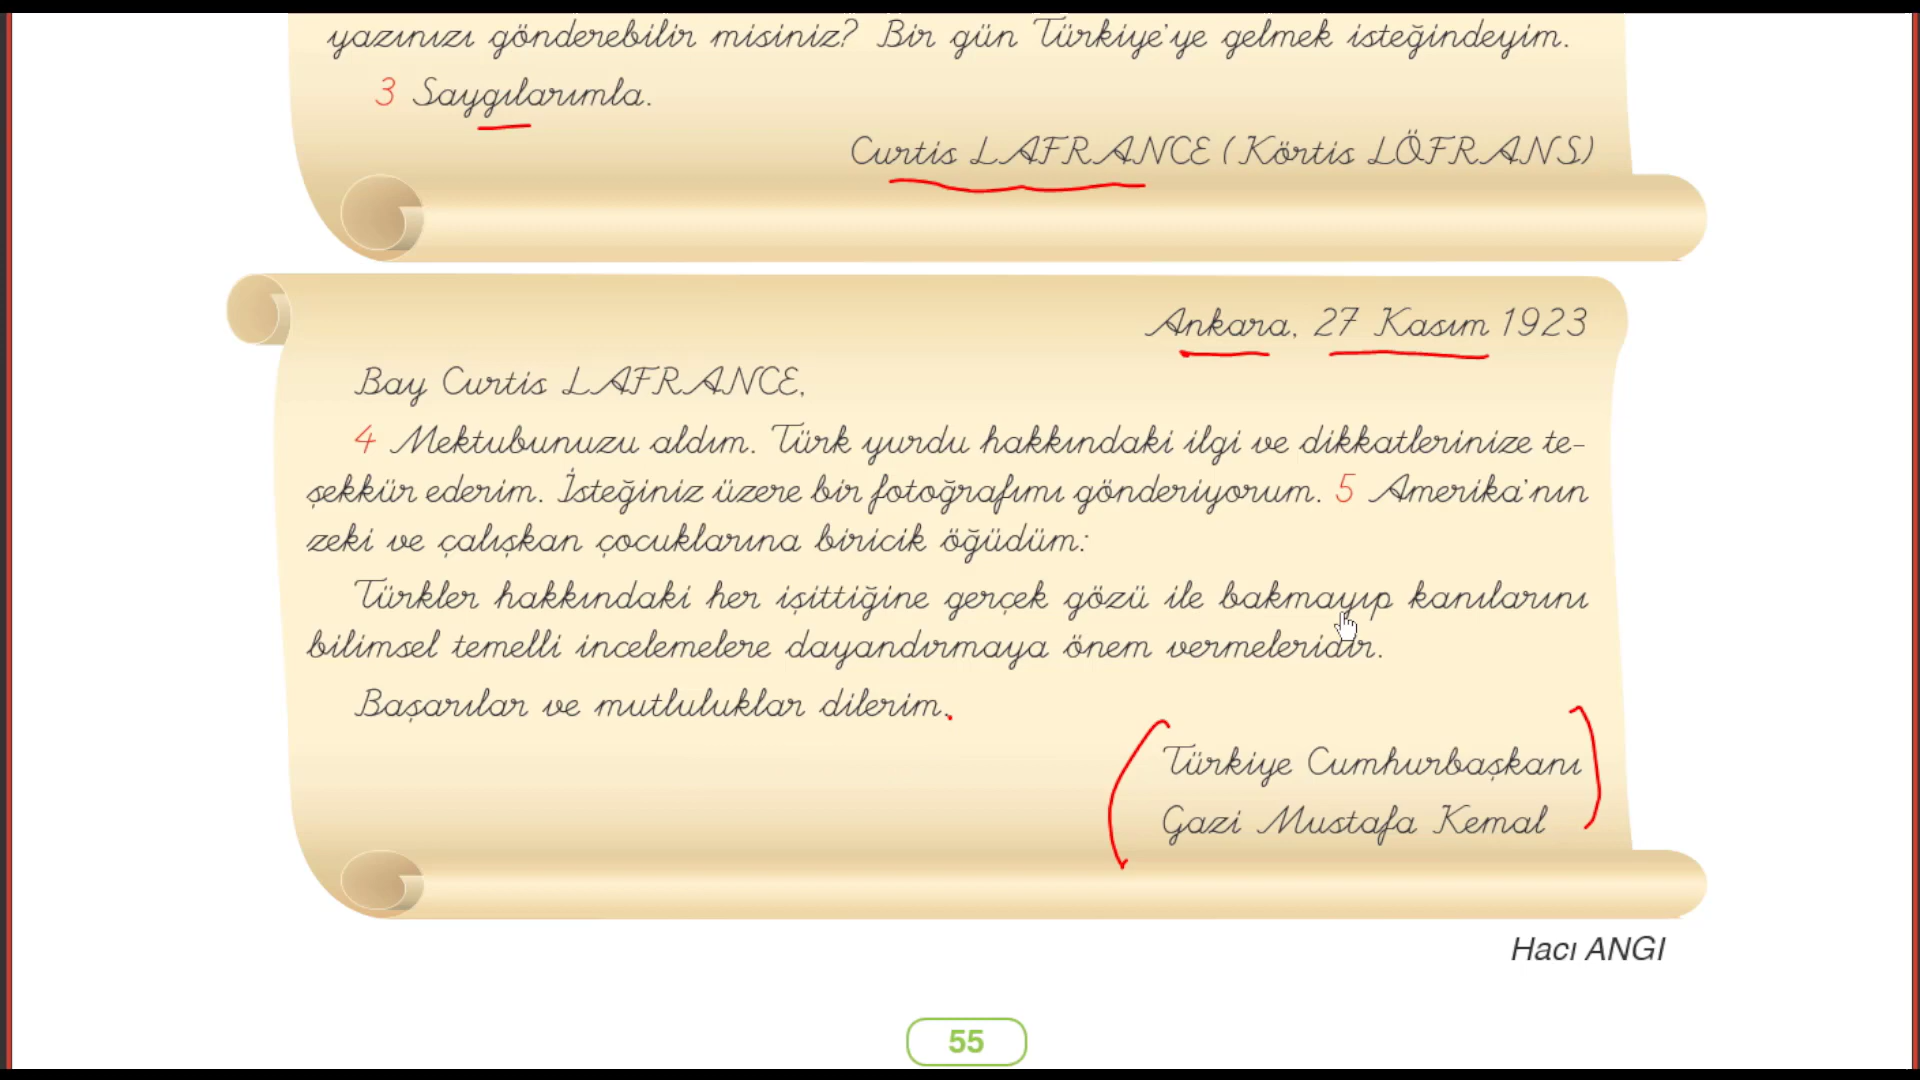 yazınızı gönderebilir misiniz? Bir gün Türkiye'ye gelmek isteğindeyim.
3 Saygılarımla.
Curtis LAFRANCE (Körtis LÖFRANS)
Ankara, 27 Kasım 1923
Bay Curtis LAFRANCE,
4 Mektubunuzu aldım. Türk yurdu hakkındaki ilgi ve dikkatlerinize te-
şekkür ederim. İsteğiniz üzere bir fotoğrafımı gönderiyorum. 5 Amerika'nın
zeki ve çalışkan çocuklarına biricik öğüdüm:
Türkler hakkındaki her işittiğine gerçek gözü ile bakmayıp kanılarını
bilimsel temelli incelemelere dayandırmaya önem vermeleridir.
Başarılar ve mutluluklar dilerim.
Türkiye Cumhurbaşkanı
Gazi Mustafa Kemal
Hacı ANGI
55